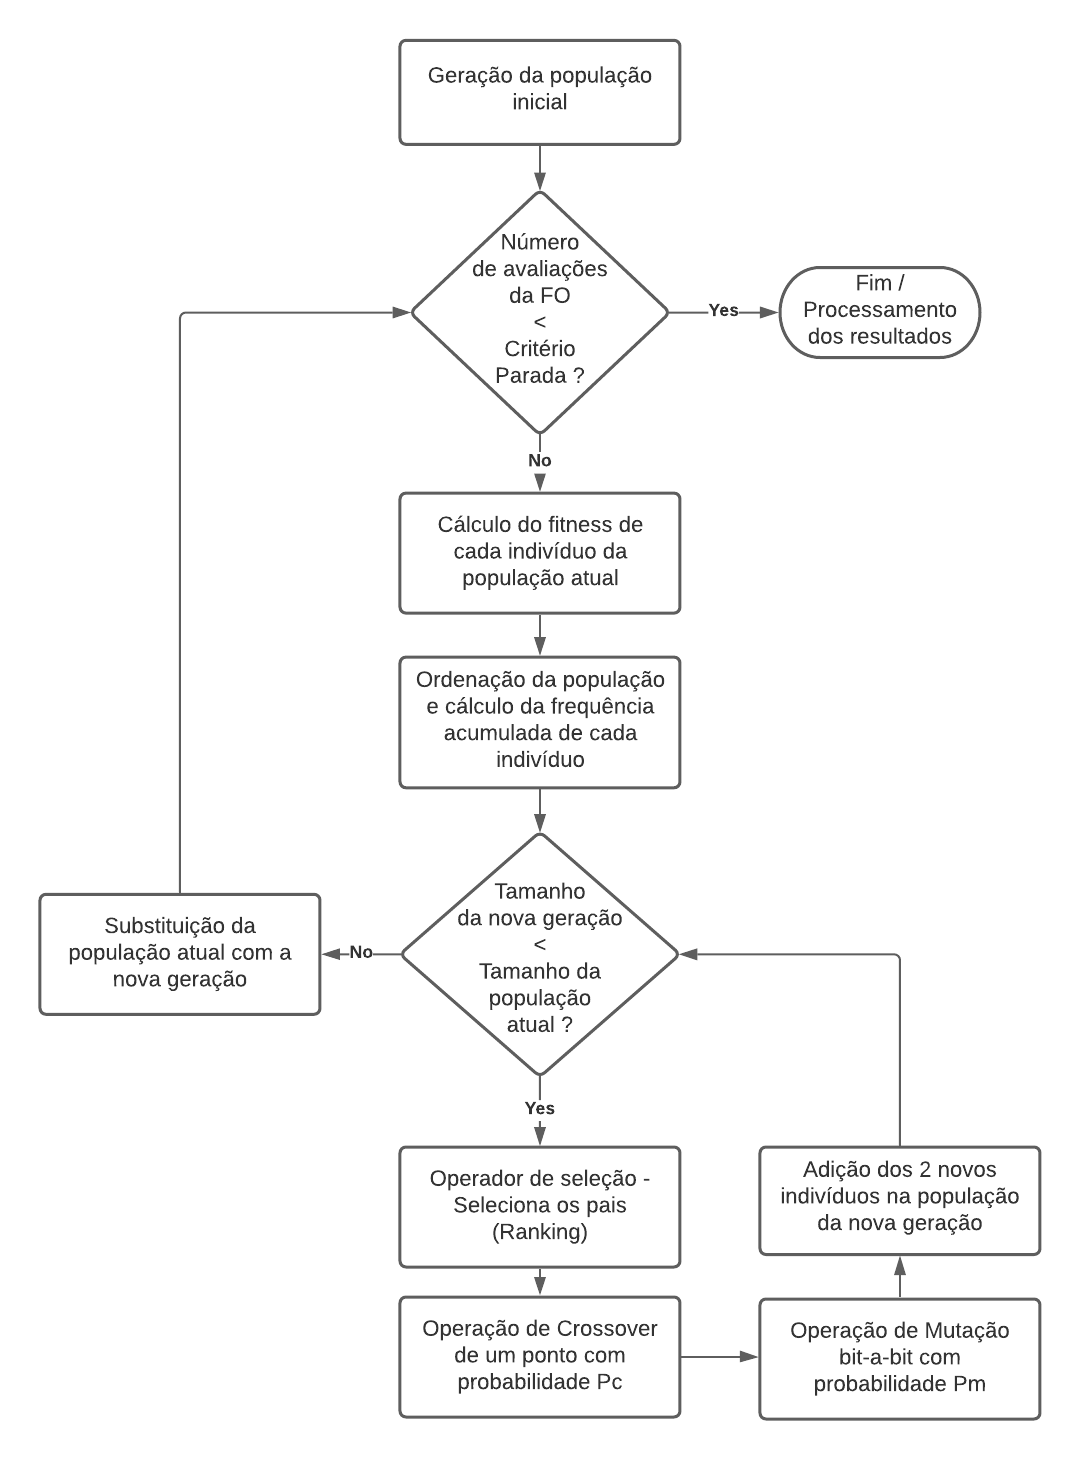 Geração da população
inicial
Número
de avaliações
da FO
<
Critério
Parada ?
Yes
Fim /
Processamento
dos resultados
No
Cálculo do fitness de
cada indivíduo da
população atual
Ordenação da população
e cálculo da frequência
acumulada de cada
indivíduo
Tamanho
da nova geração
<
Tamanho da
população
atual ?
No
Substituição da
população atual com a
nova geração
Yes
Operador de seleção -
Seleciona os pais
(Ranking)
Operação de Crossover
de um ponto com
probabilidade Pc
Operação de Mutação
bit-a-bit com
probabilidade Pm
Adição dos 2 novos
indivíduos na população
da nova geração